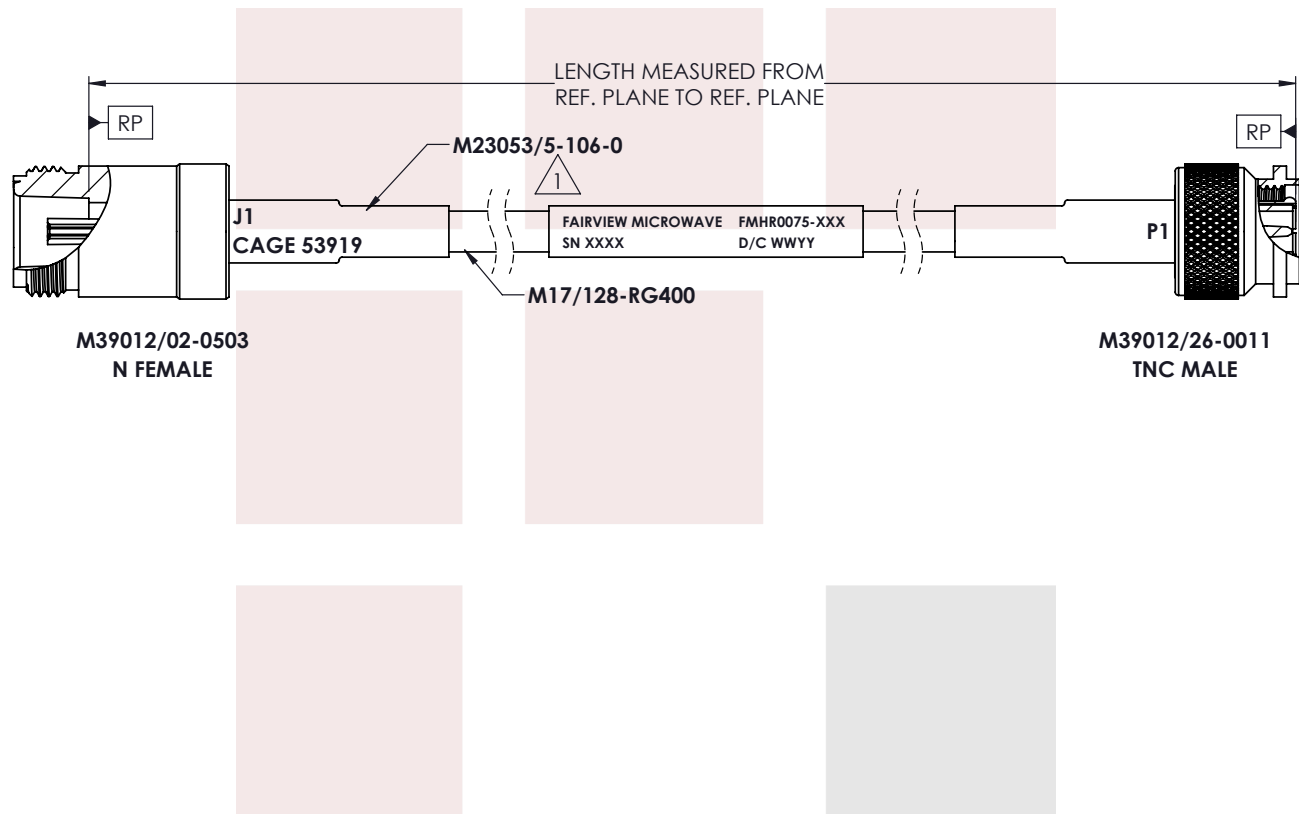 LENGTH MEASURED FROM
REF. PLANE TO REF. PLANE
RP
RP
M23053/5-106-0
1
J1
CAGE 53919
FAIRVIEW MICROWAVE FMHR0075-XXX
SN XXXX D/C WWYY
P1
M17/128-RG400
M39012/02-0503
N FEMALE
M39012/26-0011
TNC MALE